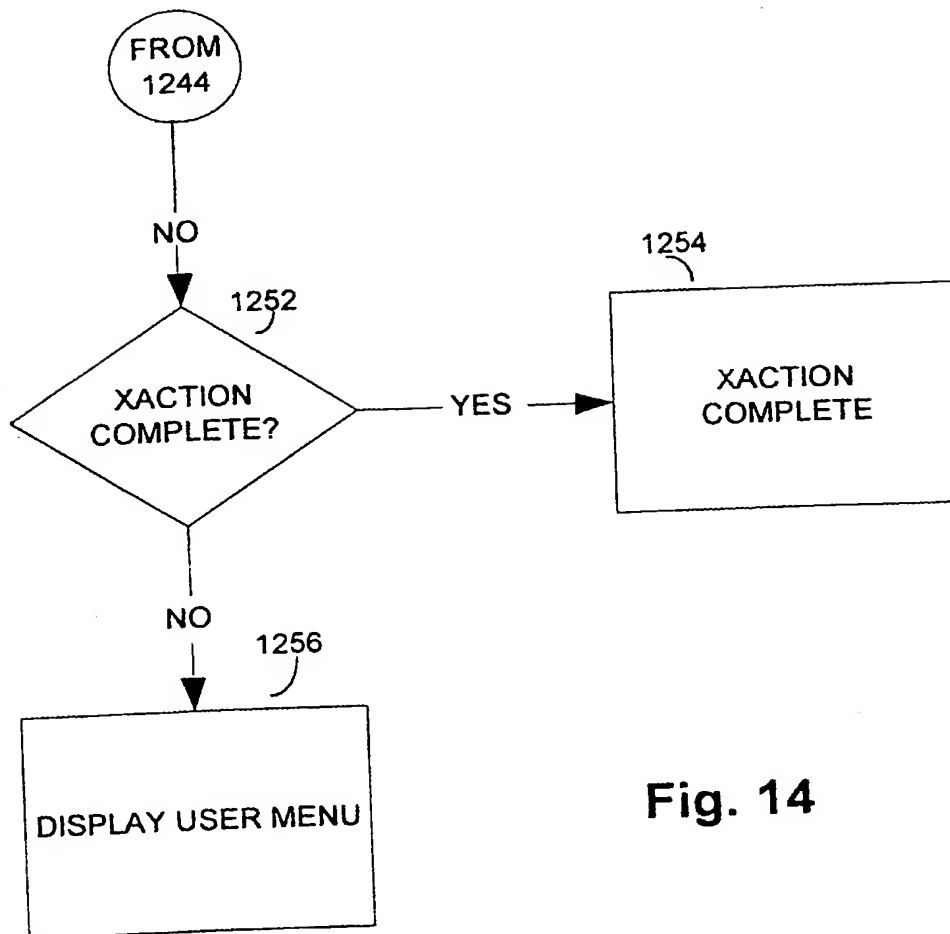 FROM
1244
NO
1252
XACTION
COMPLETE?
YES
1254
XACTION
COMPLETE
NO
1256
DISPLAY USER MENU
Fig. 14